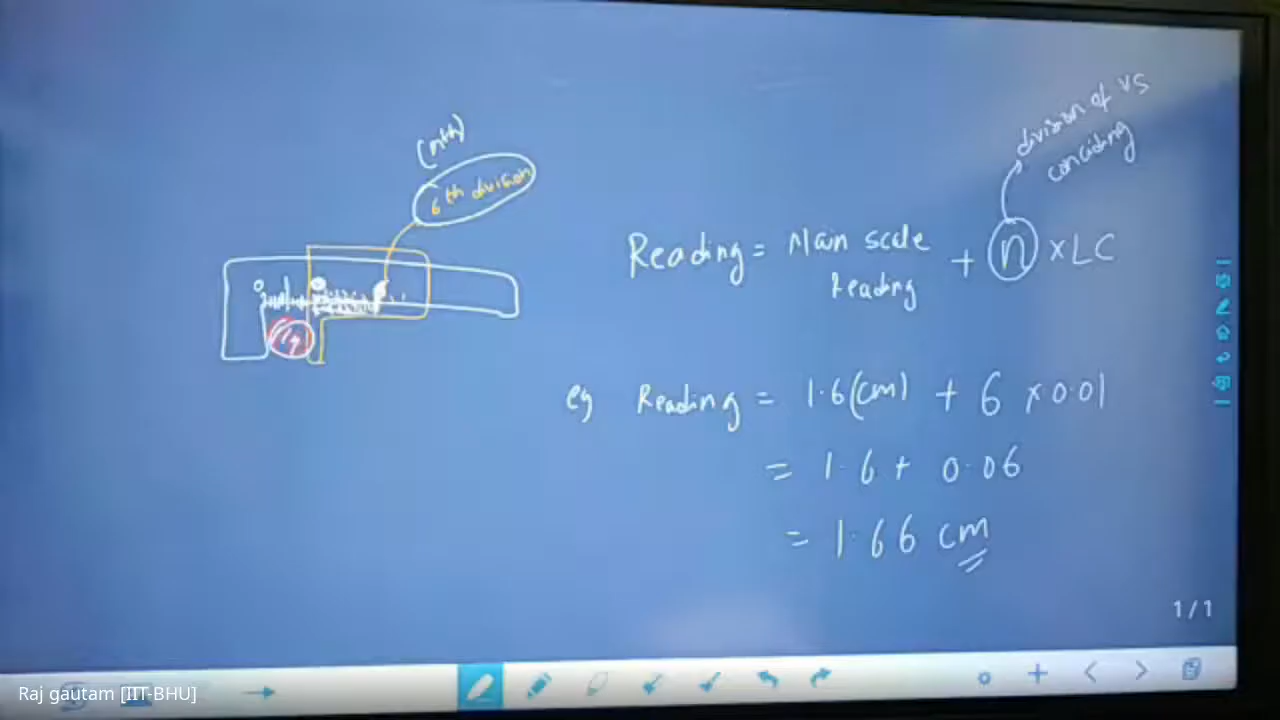 (nth)
6th division
division of VS
conciding
Reading = Main scale + n × LC
Reading
eg Reading = 1.6(cm) + 6 × 0.01
= 1.6 + 0.06
= 1.66 cm
1/1
Raj gautam [IIT-BHU]